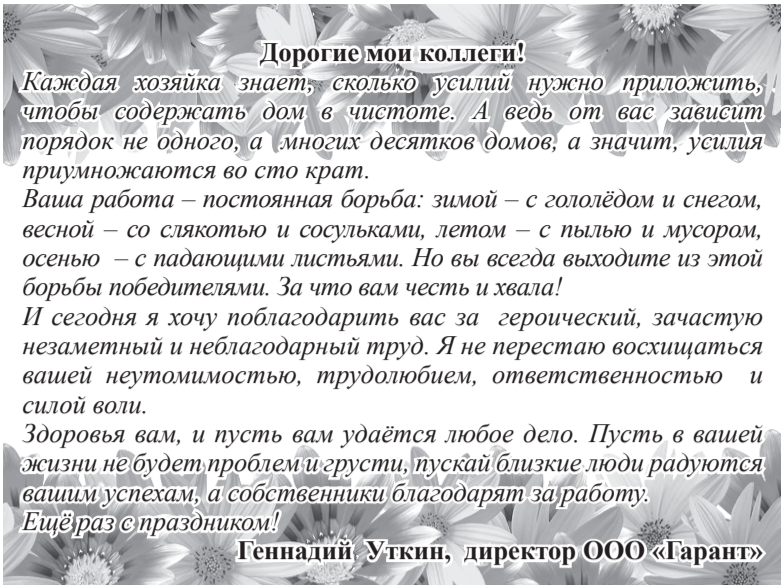 Дорогие мои коллеги!
Каждая хозяйка знает, сколько усилий нужно приложить,
чтобы содержать дом в чистоте. А ведь от вас зависит
порядок не одного, а многих десятков домов, а значит, усилия
приумножаются во сто крат.
Ваша работа – постоянная борьба: зимой – с гололёдом и снегом,
весной – со слякотью и сосульками, летом – с пылью и мусором,
осенью – с падающими листьями. Но вы всегда выходите из этой
борьбы победителями. За что вам честь и хвала!
И сегодня я хочу поблагодарить вас за героический, зачастую
незаметный и неблагодарный труд. Я не перестаю восхищаться
вашей неутомимостью, трудолюбием, ответственностью и
силой воли.
Здоровья вам, и пусть вам удаётся любое дело. Пусть в вашей
жизни не будет проблем и грусти, пускай близкие люди радуются
вашим успехам, а собственники благодарят за работу.
Ещё раз с праздником!
Геннадий Уткин, директор ООО «Гарант»